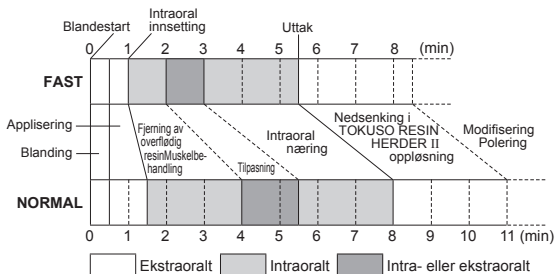 Blandestart
Intraoral
innsetting
Uttak
0 1 2 3 4 5 6 7 8 (min)
FAST
Applisering
Blanding
Fjerning av
overflødig
resinMuskelbe-
handling
Tilpasning
Intraoral
næring
Nedsenking i
TOKUSO RESIN
HERDER II
oppløsning
Modifisering
Polering
NORMAL
0 1 2 3 4 5 6 7 8 9 10 11 (min)
Ekstraoralt Intraoralt Intra- eller ekstraoralt